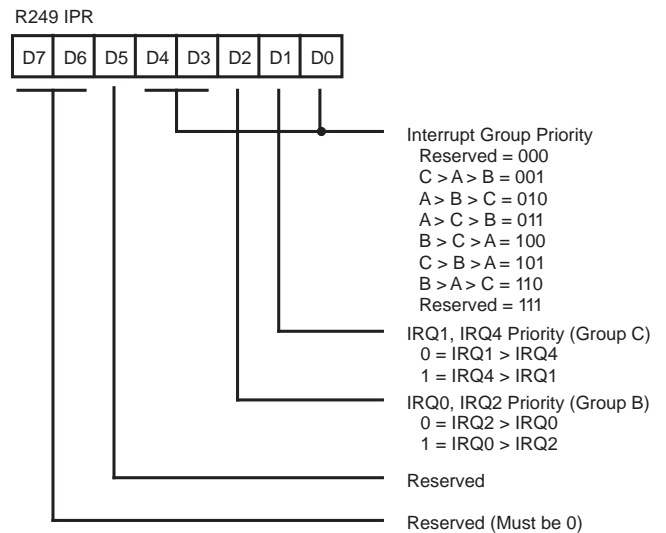 R249 IPR
D7 D6 D5 D4 D3 D2 D1 D0
Interrupt Group Priority
Reserved = 000
C > A > B = 001
A > B > C = 010
A > C > B = 011
B > C > A = 100
C > B > A = 101
B > A > C = 110
Reserved = 111
IRQ1, IRQ4 Priority (Group C)
0 = IRQ1 > IRQ4
1 = IRQ4 > IRQ1
IRQ0, IRQ2 Priority (Group B)
0 = IRQ2 > IRQ0
1 = IRQ0 > IRQ2
Reserved
Reserved (Must be 0)